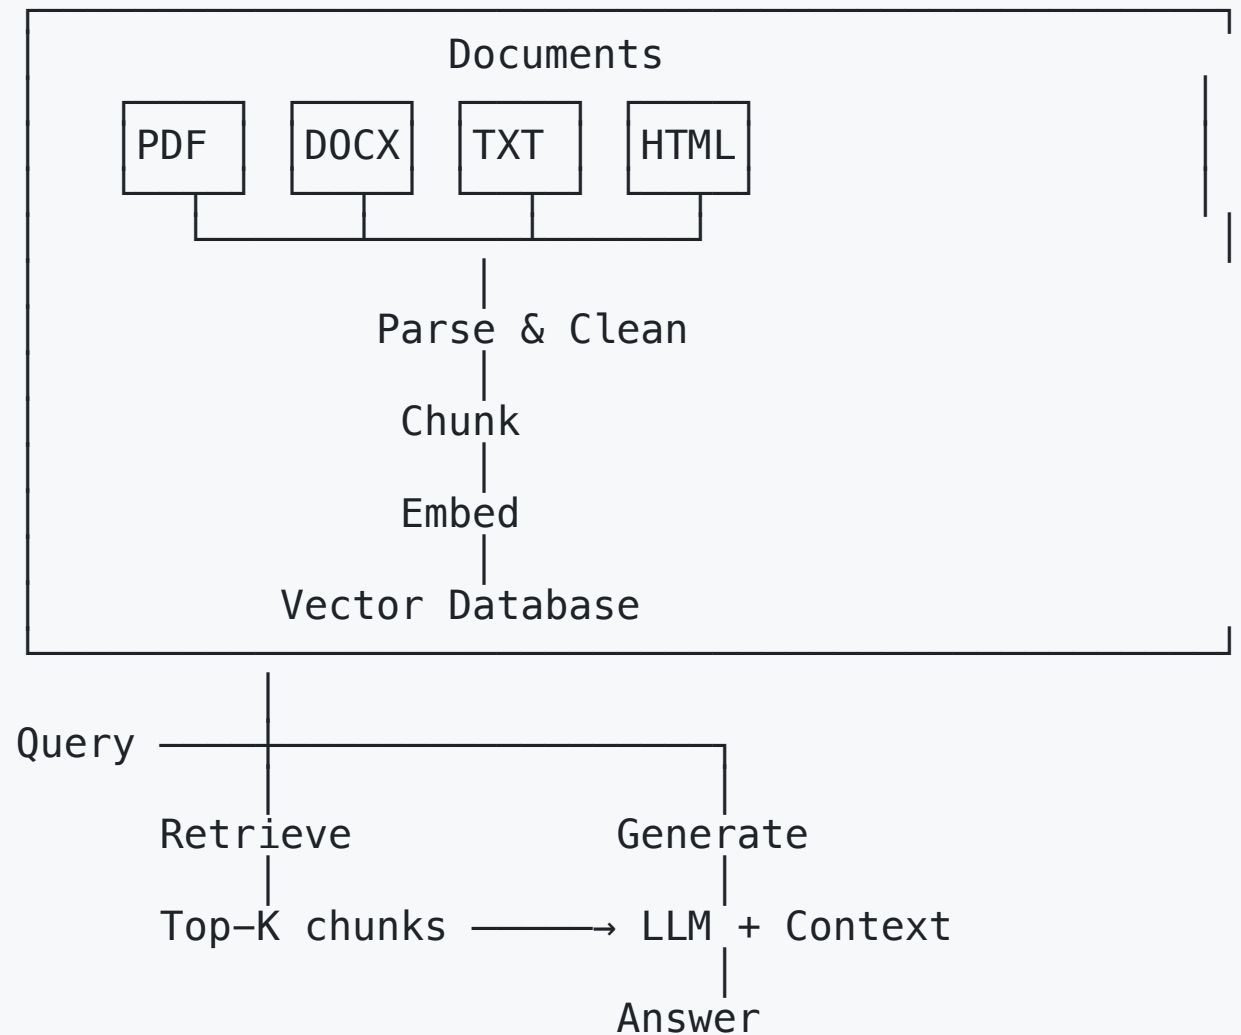 Documents
PDF DOCX TXT HTML
Parse & Clean
Chunk
Embed
Vector Database
Query
Retrieve Generate
Top-K chunks → LLM + Context
Answer